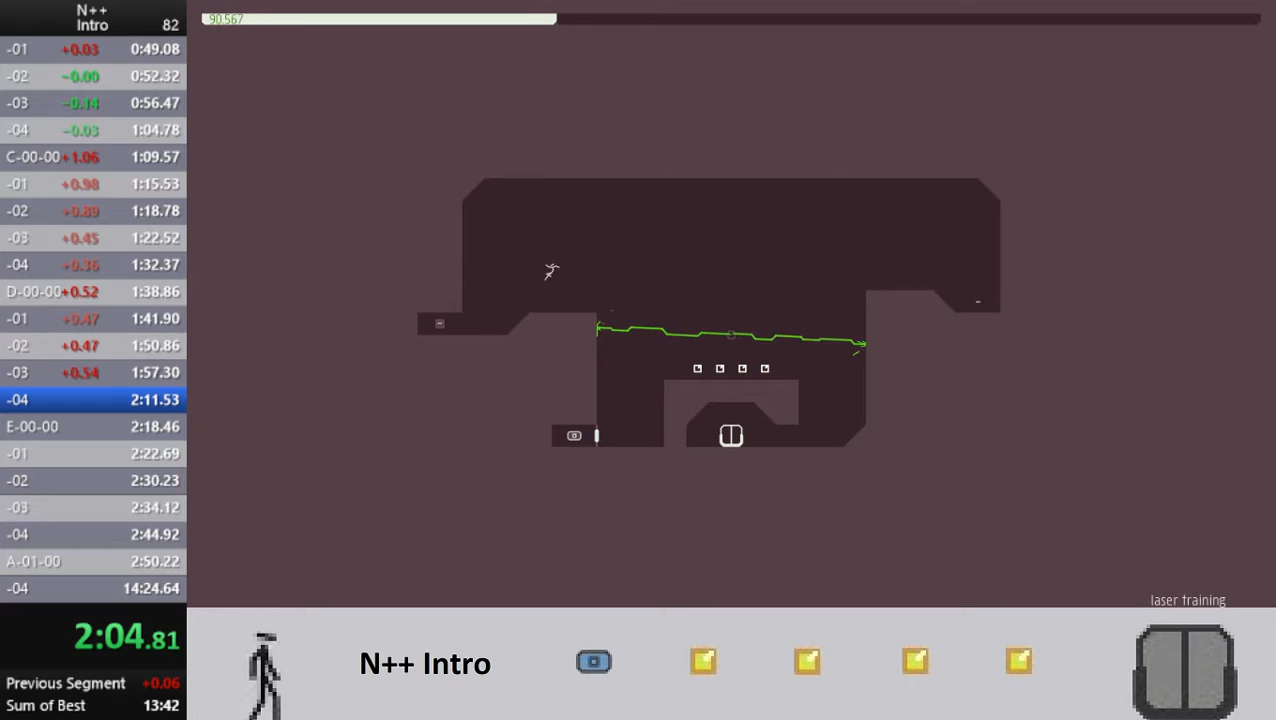 N++
Intro 82
-01 +0.03 0:49.08
-02 −0.00 0:52.32
-03 −0.14 0:56.47
-04 −0.03 1:04.78
C-00-00 +1.06 1:09.57
-01 +0.98 1:15.53
-02 +0.89 1:18.78
-03 +0.45 1:22.52
-04 +0.36 1:32.37
D-00-00 +0.52 1:38.86
-01 +0.47 1:41.90
-02 +0.47 1:50.86
-03 +0.54 1:57.30
-04 2:11.53
E-00-00 2:18.46
-01 2:22.69
-02 2:30.23
-03 2:34.12
-04 2:44.92
A-01-00 2:50.22
-04 14:24.64
2:04.81
Previous Segment +0.06
Sum of Best 13:42
90.567
laser training
N++ Intro